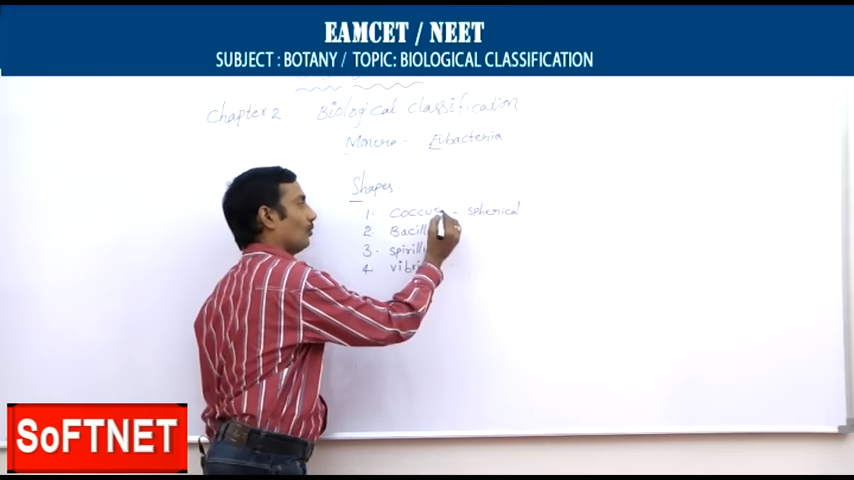 EAMCET / NEET
SUBJECT : BOTANY / TOPIC: BIOLOGICAL CLASSIFICATION
Chapter 2 Biological classification
Monera - Eubacteria
Shapes
1. Coccus - spherical
2 Bacill
3. spirill
4 vibri
SoFTNET